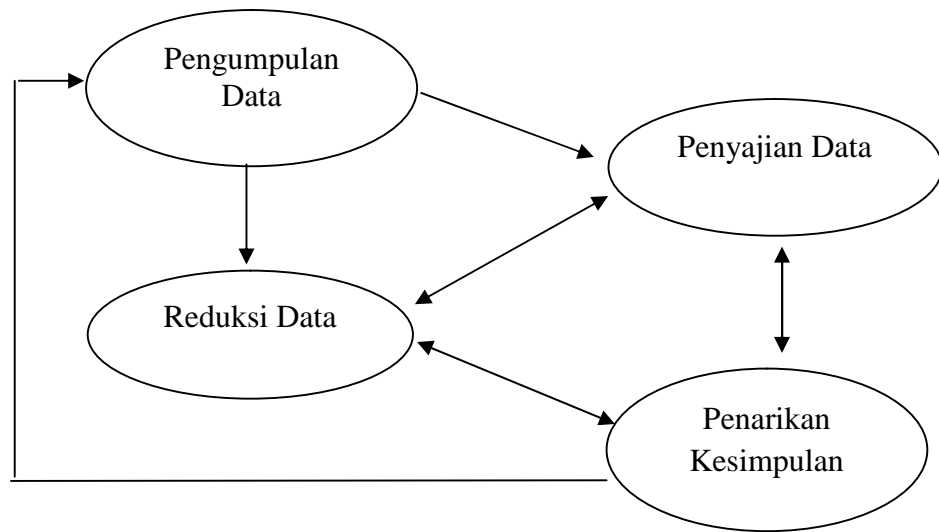 Pengumpulan
Data
Penyajian Data
Reduksi Data
Penarikan
Kesimpulan